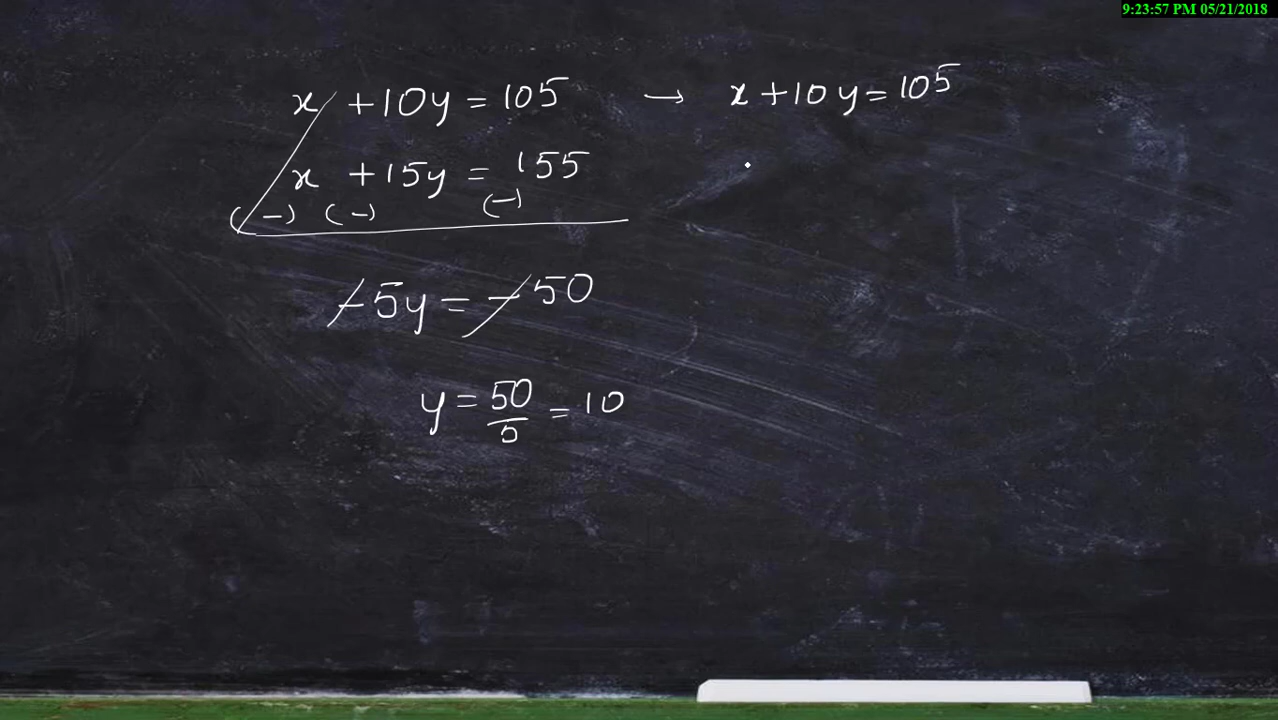 9:23:57 PM 05/21/2018
x + 10y = 105 → x + 10y = 105
x + 15y = 155
(-) (-) (-)
-5y = -50
y = 50/5 = 10